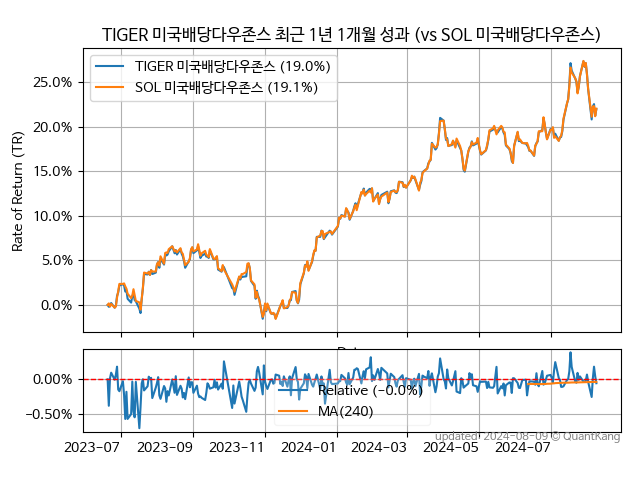 TIGER 미국배당다우존스 최근 1년 1개월 성과 (vs SOL 미국배당다우존스)
TIGER 미국배당다우존스 (19.0%)
SOL 미국배당다우존스 (19.1%)
Rate of Return (TR)
25.0%
20.0%
15.0%
10.0%
5.0%
0.0%
0.00%
−0.50%
Relative (−0.0%)
MA(240)
updated: 2024-08-09 © QuantKang
2023-07 2023-09 2023-11 2024-01 2024-03 2024-05 2024-07